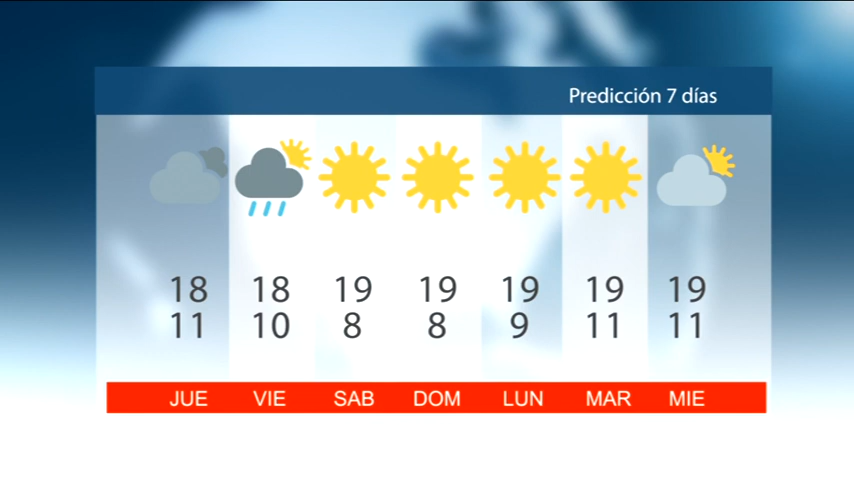 Predicción 7 días
18 18 19 19 19 19 19
11 10 8 8 9 11 11
JUE VIE SAB DOM LUN MAR MIE